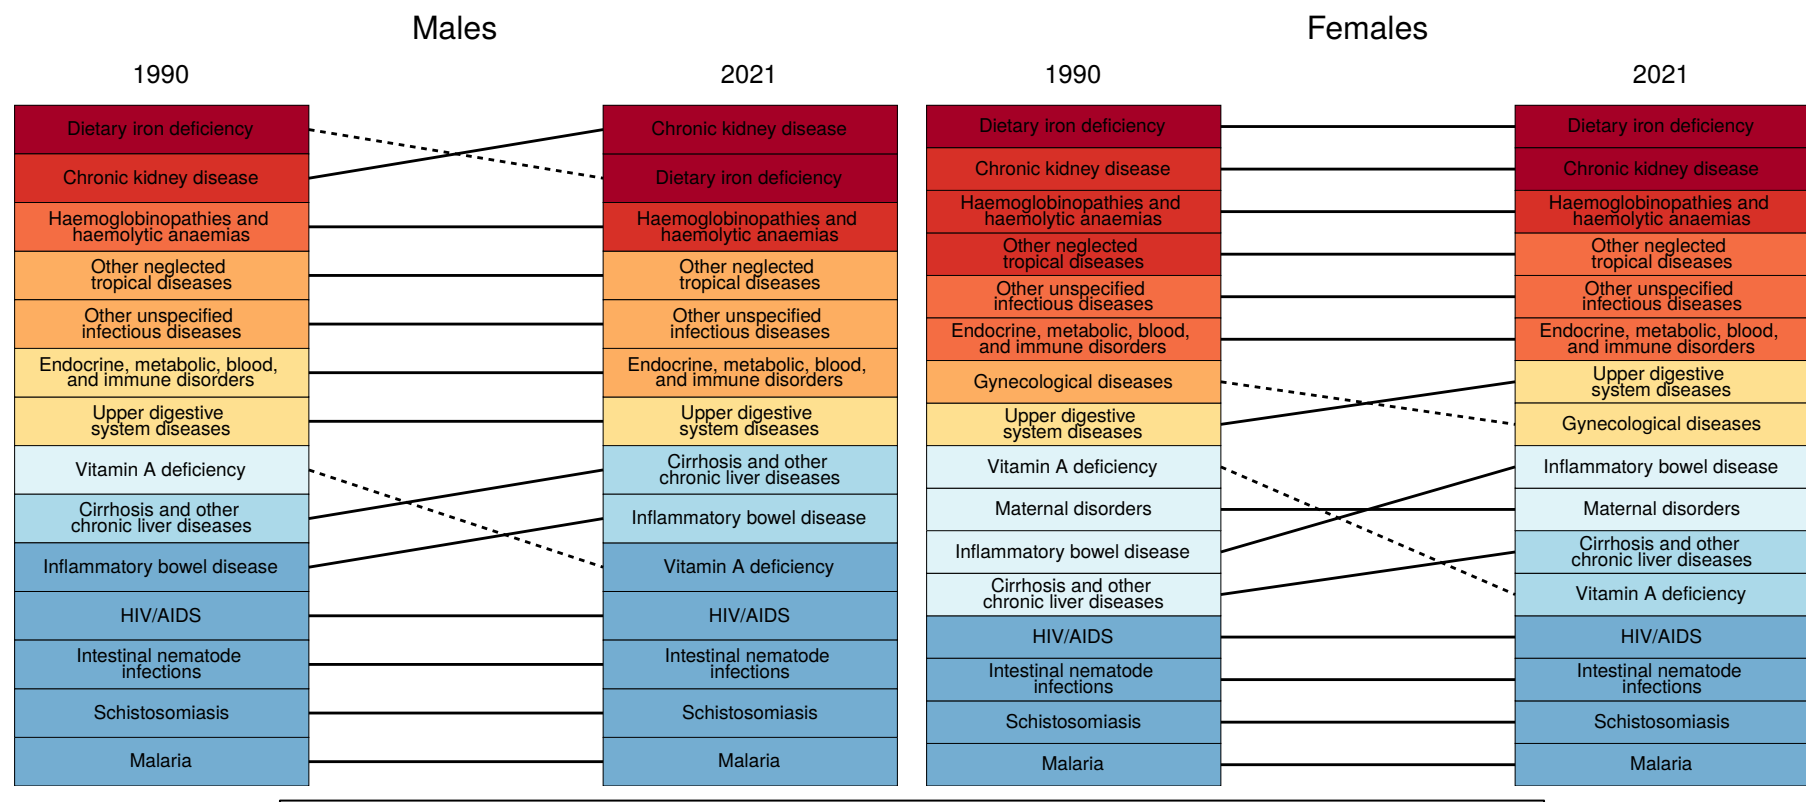 Males
1990
2021
Dietary iron deficiency
Chronic kidney disease
Haemoglobinopathies and
haemolytic anaemias
Other neglected
tropical diseases
Other unspecified
infectious diseases
Endocrine, metabolic, blood,
and immune disorders
Upper digestive
system diseases
Vitamin A deficiency
Cirrhosis and other
chronic liver diseases
Inflammatory bowel disease
HIV/AIDS
Intestinal nematode
infections
Schistosomiasis
Malaria
Chronic kidney disease
Dietary iron deficiency
Haemoglobinopathies and
haemolytic anaemias
Other neglected
tropical diseases
Other unspecified
infectious diseases
Endocrine, metabolic, blood,
and immune disorders
Upper digestive
system diseases
Cirrhosis and other
chronic liver diseases
Inflammatory bowel disease
Vitamin A deficiency
HIV/AIDS
Intestinal nematode
infections
Schistosomiasis
Malaria
Females
1990
2021
Dietary iron deficiency
Chronic kidney disease
Haemoglobinopathies and
haemolytic anaemias
Other neglected
tropical diseases
Other unspecified
infectious diseases
Endocrine, metabolic, blood,
and immune disorders
Gynecological diseases
Upper digestive
system diseases
Vitamin A deficiency
Maternal disorders
Inflammatory bowel disease
Cirrhosis and other
chronic liver diseases
HIV/AIDS
Intestinal nematode
infections
Schistosomiasis
Malaria
Dietary iron deficiency
Chronic kidney disease
Haemoglobinopathies and
haemolytic anaemias
Other neglected
tropical diseases
Other unspecified
infectious diseases
Endocrine, metabolic, blood,
and immune disorders
Upper digestive
system diseases
Gynecological diseases
Inflammatory bowel disease
Maternal disorders
Cirrhosis and other
chronic liver diseases
Vitamin A deficiency
HIV/AIDS
Intestinal nematode
infections
Schistosomiasis
Malaria